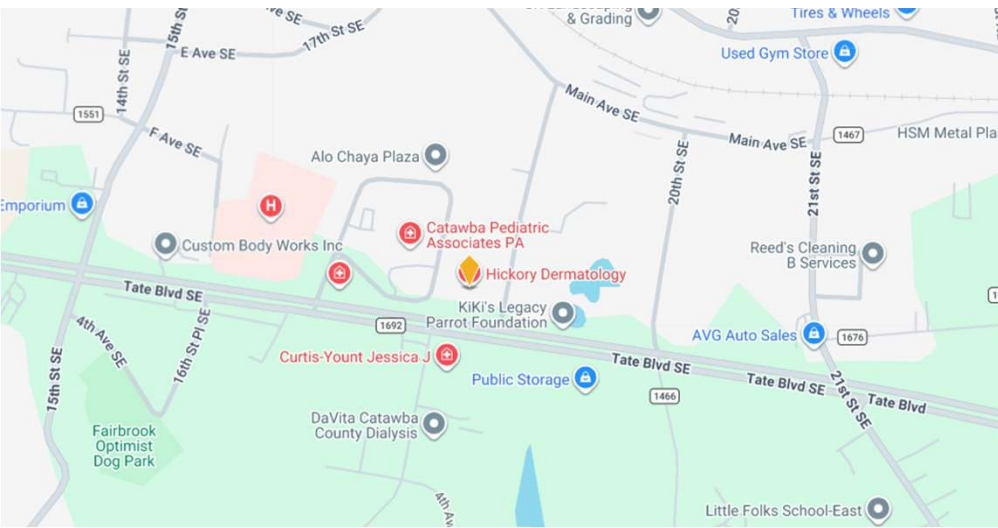 & Grading
Tires & Wheels
15th St SE
17th St SE
E Ave SE
Used Gym Store
14th St SE
Main Ave SE
1551
F Ave SE
Alo Chaya Plaza
Main Ave SE
1467
HSM Metal
20th St SE
21st St SE
Emporium
H
Catawba Pediatric
Associates PA
Custom Body Works Inc
Reed's Cleaning
B Services
Hickory Dermatology
Tate Blvd SE
KiKi's Legacy
Parrot Foundation
4th Ave SE
16th Pl SE
1692
AVG Auto Sales
1676
Curtis-Yount Jessica J
Tate Blvd SE
15th St SE
Public Storage
Tate Blvd SE
21st St SE
Tate Blvd
1466
DaVita Catawba
County Dialysis
Fairbrook
Optimist
Dog Park
Little Folks School-East